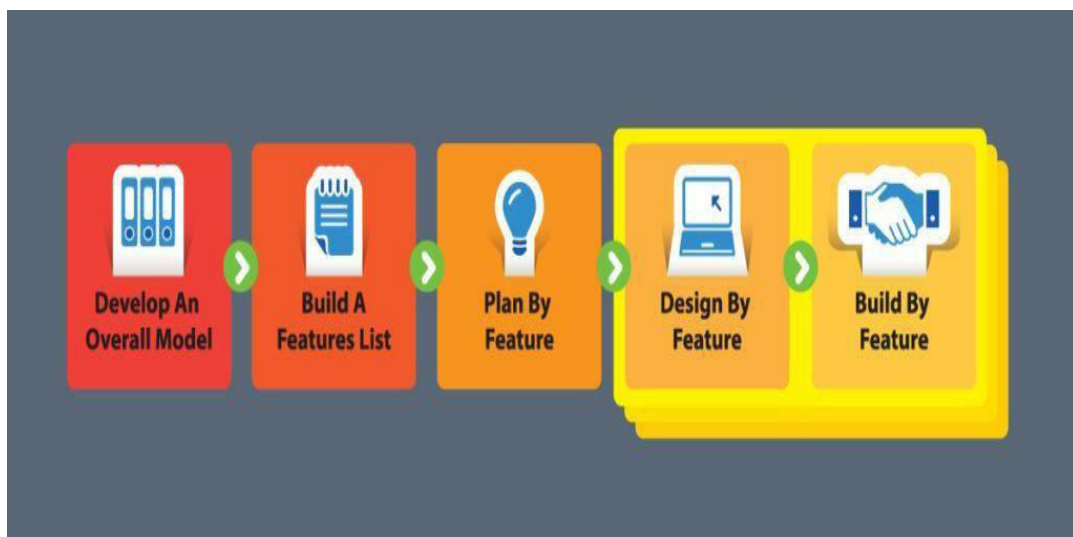 Develop An
Overall Model
Build A
Features List
Plan By
Feature
Design By
Feature
Build By
Feature